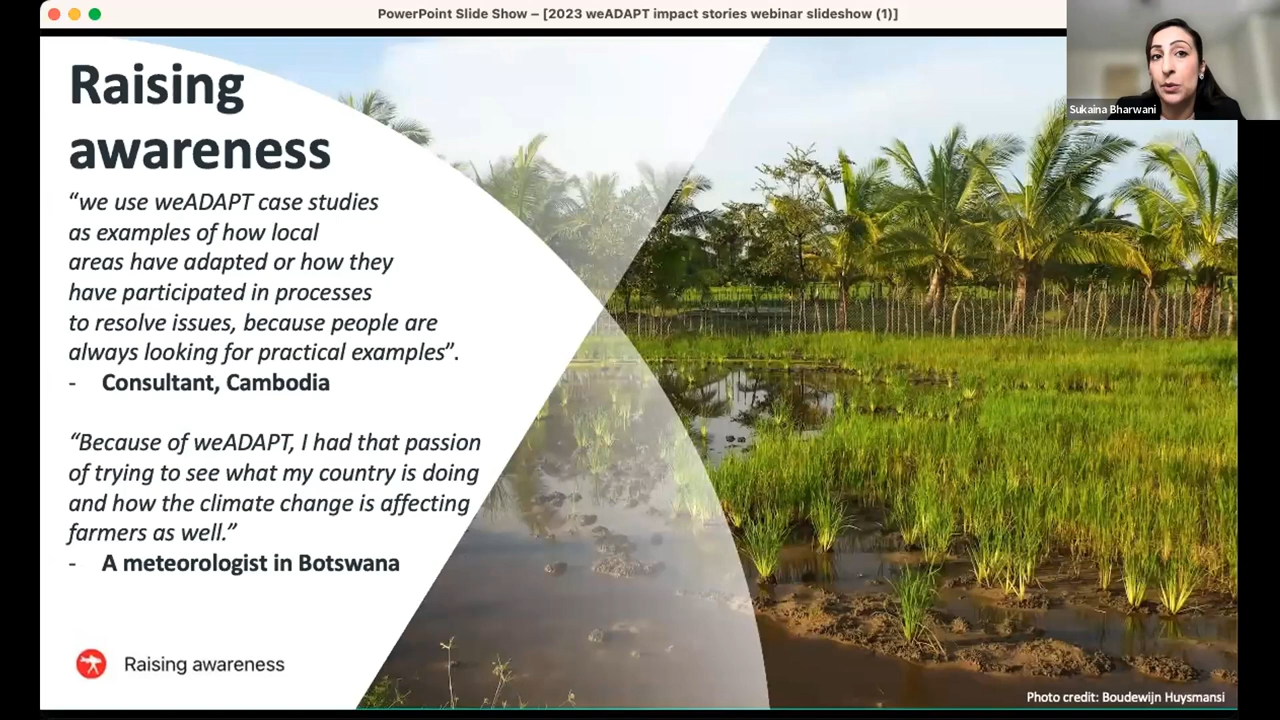 PowerPoint Slide Show – [2023 weADAPT impact stories webinar slideshow (1)]
Sukaina Bharwani
Raising
awareness
“we use weADAPT case studies
as examples of how local
areas have adapted or how they
have participated in processes
to resolve issues, because people are
always looking for practical examples”.
- Consultant, Cambodia
“Because of weADAPT, I had that passion
of trying to see what my country is doing
and how the climate change is affecting
farmers as well.”
- A meteorologist in Botswana
Raising awareness
Photo credit: Boudewijn Huysmansi